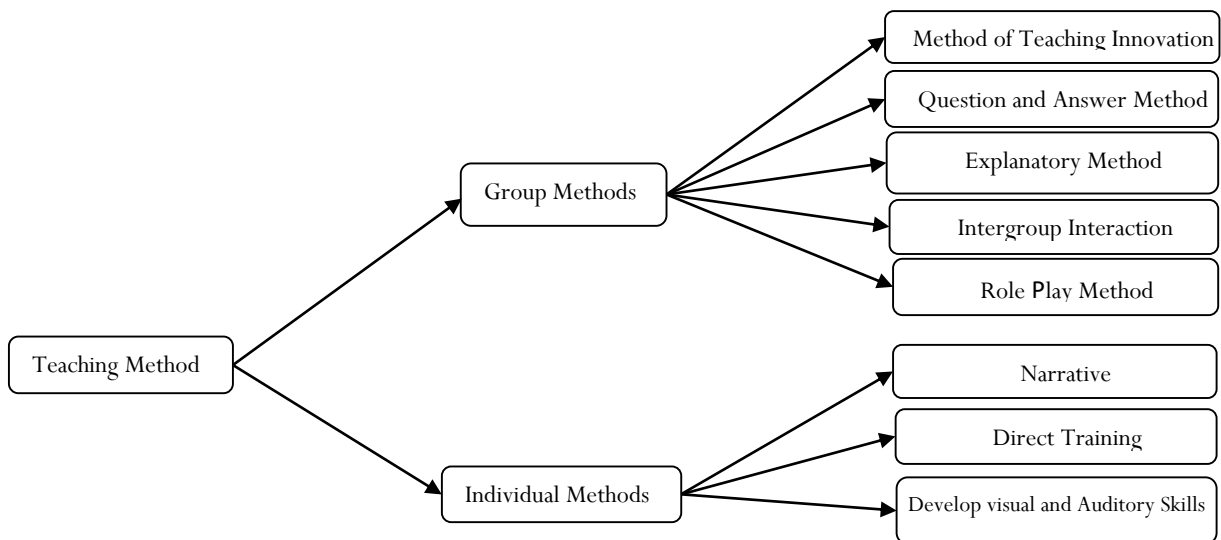 Teaching Method
Group Methods
Method of Teaching Innovation
Question and Answer Method
Explanatory Method
Intergroup Interaction
Role Play Method
Individual Methods
Narrative
Direct Training
Develop visual and Auditory Skills